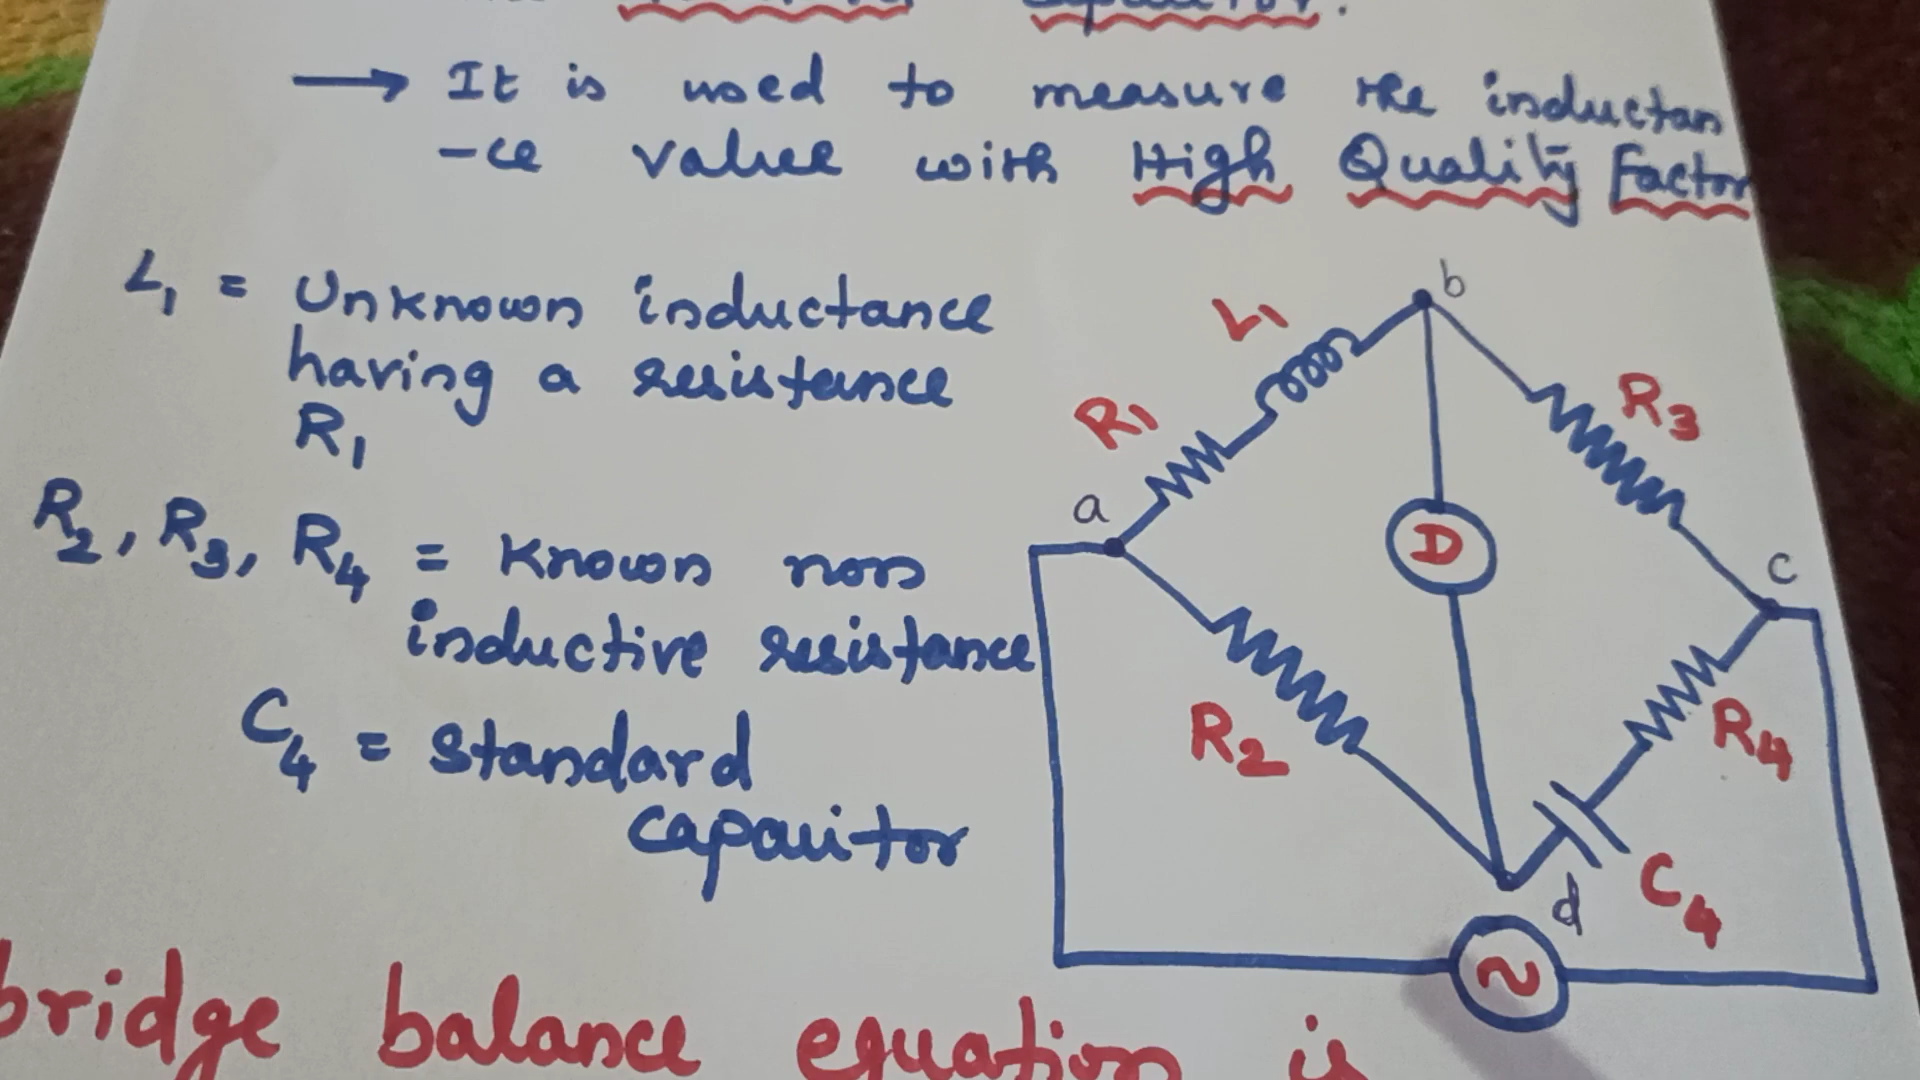 → It is used to measure the inductan
-ce value with High Quality Factor
L1 = Unknown inductance
having a resistance
R1
R2, R3, R4 = Known non
inductive resistance
C4 = Standard
capacitor
b
L1
R1
R3
a
D
c
R2
R4
C4
d
~
bridge balance equation is